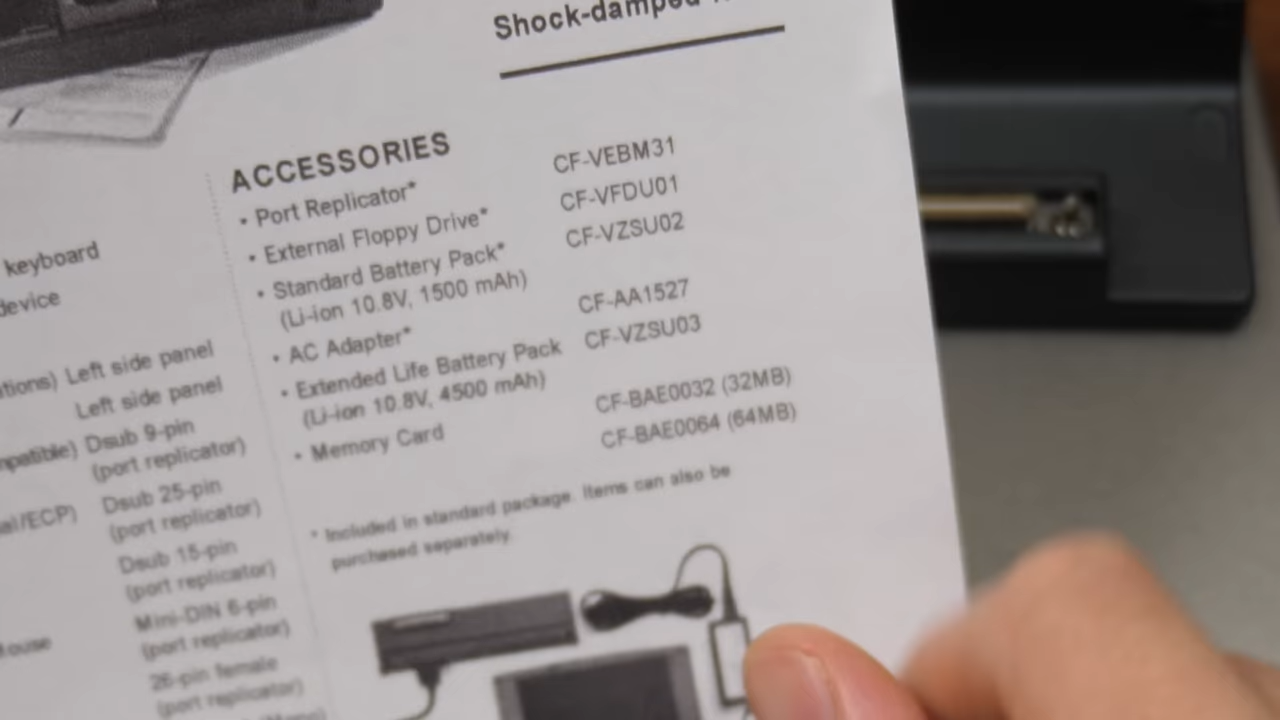 Shock-damped
ACCESSORIES
• Port Replicator* CF-VEBM31
• External Floppy Drive* CF-VFDU01
• Standard Battery Pack* CF-VZSU02
(Li-ion 10.8V, 1500 mAh)
• AC Adapter* CF-AA1527
• Extended Life Battery Pack CF-VZSU03
(Li-ion 10.8V, 4500 mAh)
• Memory Card CF-BAE0032 (32MB)
CF-BAE0064 (64MB)
* Included in standard package. Items can also be
purchased separately.
keyboard
device
Left side panel
Left side panel
Dsub 9-pin
(port replicator)
Dsub 25-pin
(port replicator)
Dsub 15-pin
(port replicator)
Mini-DIN 6-pin
(port replicator)
26-pin female
(port replicator)